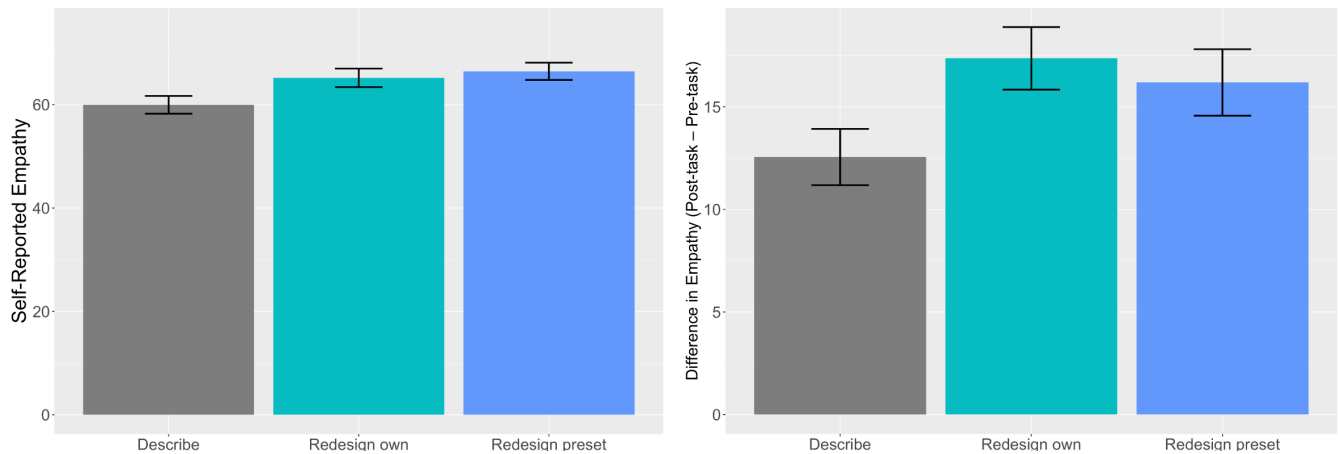 Self-Reported Empathy
60
40
20
0
Describe
Redesign own
Redesign preset
Difference in Empathy (Post-task – Pre-task)
15
10
5
0
Describe
Redesign own
Redesign preset